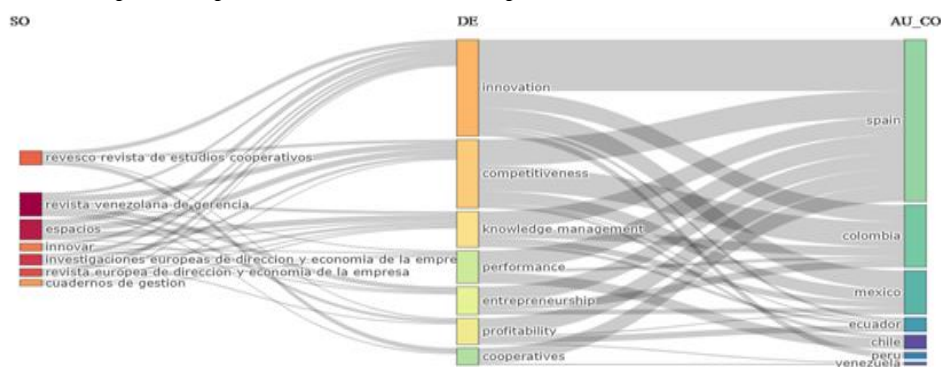 SO
DE
AU_CO
revesco revista de estudios cooperativos
revista venezolana de gerencia
espacios
innovar
investigaciones europeas de direccion y economia de la empre
revista europea de direccion y economia de la empresa
cuadernos de gestion
innovation
competitiveness
knowledge management
performance
entrepreneurship
profitability
cooperatives
spain
colombia
mexico
ecuador
chile
peru
venezuela